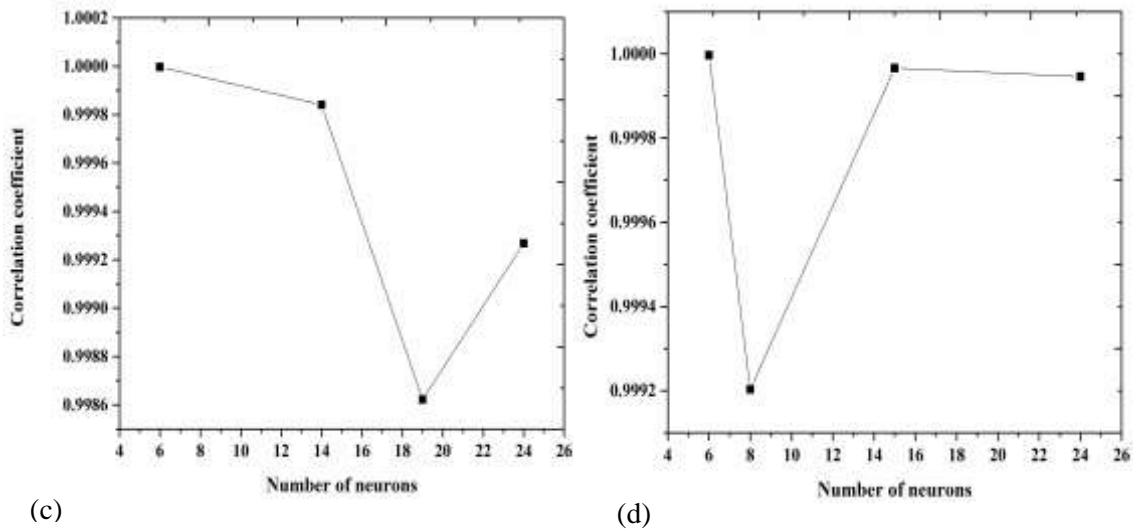 1.0002
1.0000
0.9998
0.9996
0.9994
0.9992
0.9990
0.9988
0.9986
Correlation coefficient
4 6 8 10 12 14 16 18 20 22 24 26
Number of neurons
(c)
1.0000
0.9998
0.9996
0.9994
0.9992
Correlation coefficient
4 6 8 10 12 14 16 18 20 22 24 26
Number of neurons
(d)